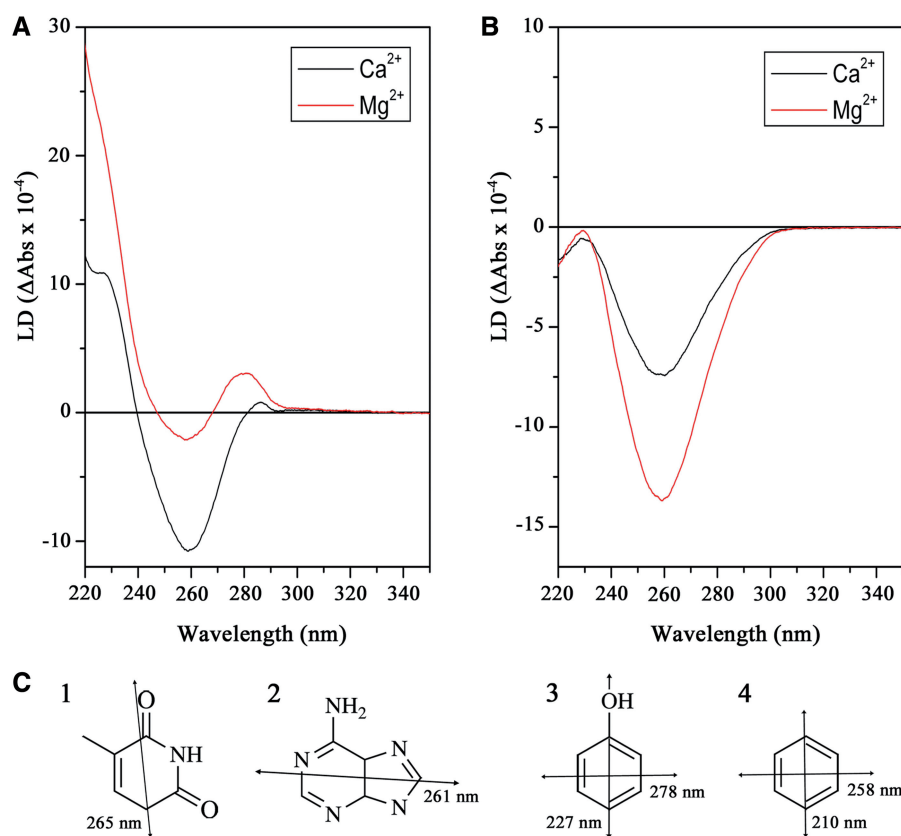 A
B
30
20
10
0
-10
LD (ΔAbs x 10⁻⁴)
Ca²⁺
Mg²⁺
220 240 260 280 300 320 340
Wavelength (nm)
10
5
0
-5
-10
-15
LD (ΔAbs x 10⁻⁴)
Ca²⁺
Mg²⁺
220 240 260 280 300 320 340
Wavelength (nm)
C
1
O
NH
O
265 nm
2
NH₂
N
N
N
N
261 nm
3
OH
278 nm
227 nm
4
258 nm
210 nm